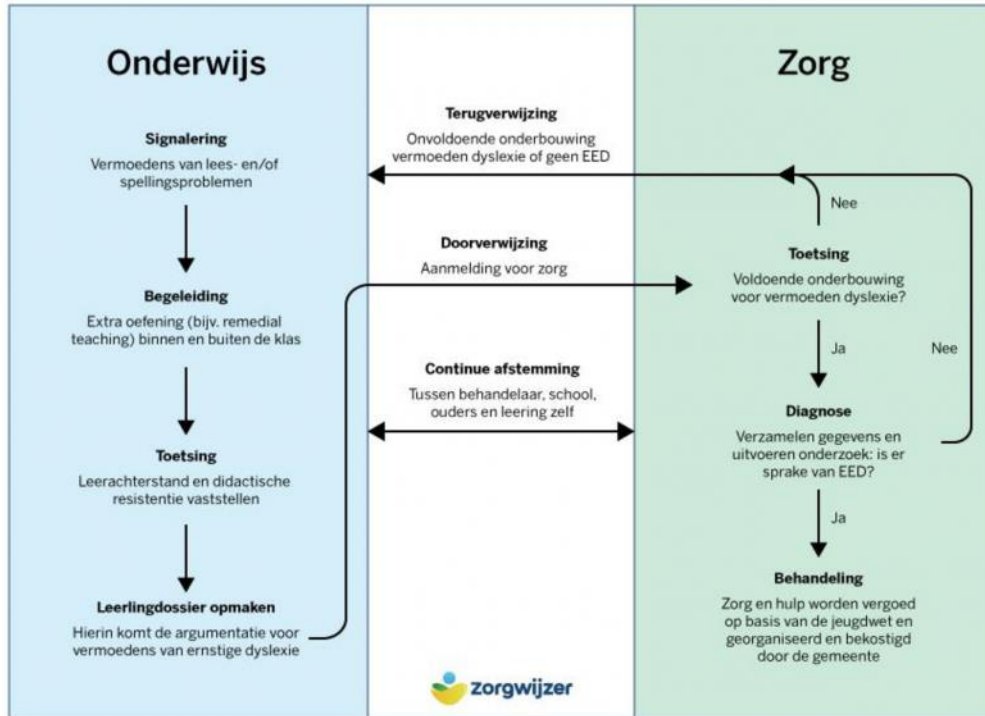 Onderwijs
Signalering
Vermoedens van lees- en/of
spellingsproblemen
Begeleiding
Extra oefening (bijv. remedial
teaching) binnen en buiten de klas
Toetsing
Leerachterstand en didactische
resistentie vaststellen
Leerlingdossier opmaken
Hierin komt de argumentatie voor
vermoedens van ernstige dyslexie
Terugverwijzing
Onvoldoende onderbouwing
vermoeden dyslexie of geen EED
Doorverwijzing
Aanmelding voor zorg
Continue afstemming
Tussen behandelaar, school,
ouders en leering zelf
zorgwijzer
Zorg
Nee
Toetsing
Voldoende onderbouwing
voor vermoeden dyslexie?
Ja
Nee
Diagnose
Verzamelen gegevens en
uitvoeren onderzoek: is er
sprake van EED?
Ja
Behandeling
Zorg en hulp worden vergoed
op basis van de jeugdwet en
georganiseerd en bekostigd
door de gemeente